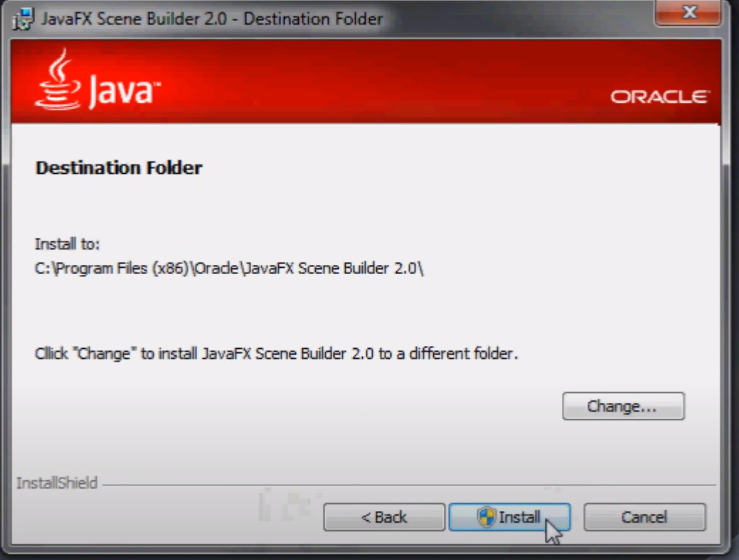 JavaFX Scene Builder 2.0 - Destination Folder
Java™
ORACLE
Destination Folder
Install to:
C:\Program Files (x86)\Oracle\JavaFX Scene Builder 2.0\
Cllick "Change" to install JavaFX Scene Builder 2.0 to a different folder.
Change...
InstallShield
< Back Install Cancel